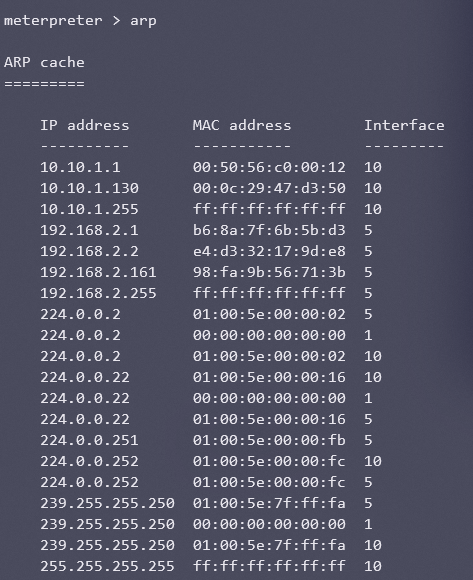 meterpreter > arp
ARP cache
=========
IP address MAC address Interface
---------- ----------- ---------
10.10.1.1 00:50:56:c0:00:12 10
10.10.1.130 00:0c:29:47:d3:50 10
10.10.1.255 ff:ff:ff:ff:ff:ff 10
192.168.2.1 b6:8a:7f:6b:5b:d3 5
192.168.2.2 e4:d3:32:17:9d:e8 5
192.168.2.161 98:fa:9b:56:71:3b 5
192.168.2.255 ff:ff:ff:ff:ff:ff 5
224.0.0.2 01:00:5e:00:00:02 5
224.0.0.2 00:00:00:00:00:00 1
224.0.0.2 01:00:5e:00:00:02 10
224.0.0.22 01:00:5e:00:00:16 10
224.0.0.22 00:00:00:00:00:00 1
224.0.0.22 01:00:5e:00:00:16 5
224.0.0.251 01:00:5e:00:00:fb 5
224.0.0.252 01:00:5e:00:00:fc 10
224.0.0.252 01:00:5e:00:00:fc 5
239.255.255.250 01:00:5e:7f:ff:fa 5
239.255.255.250 00:00:00:00:00:00 1
239.255.255.250 01:00:5e:7f:ff:fa 10
255.255.255.255 ff:ff:ff:ff:ff:ff 10